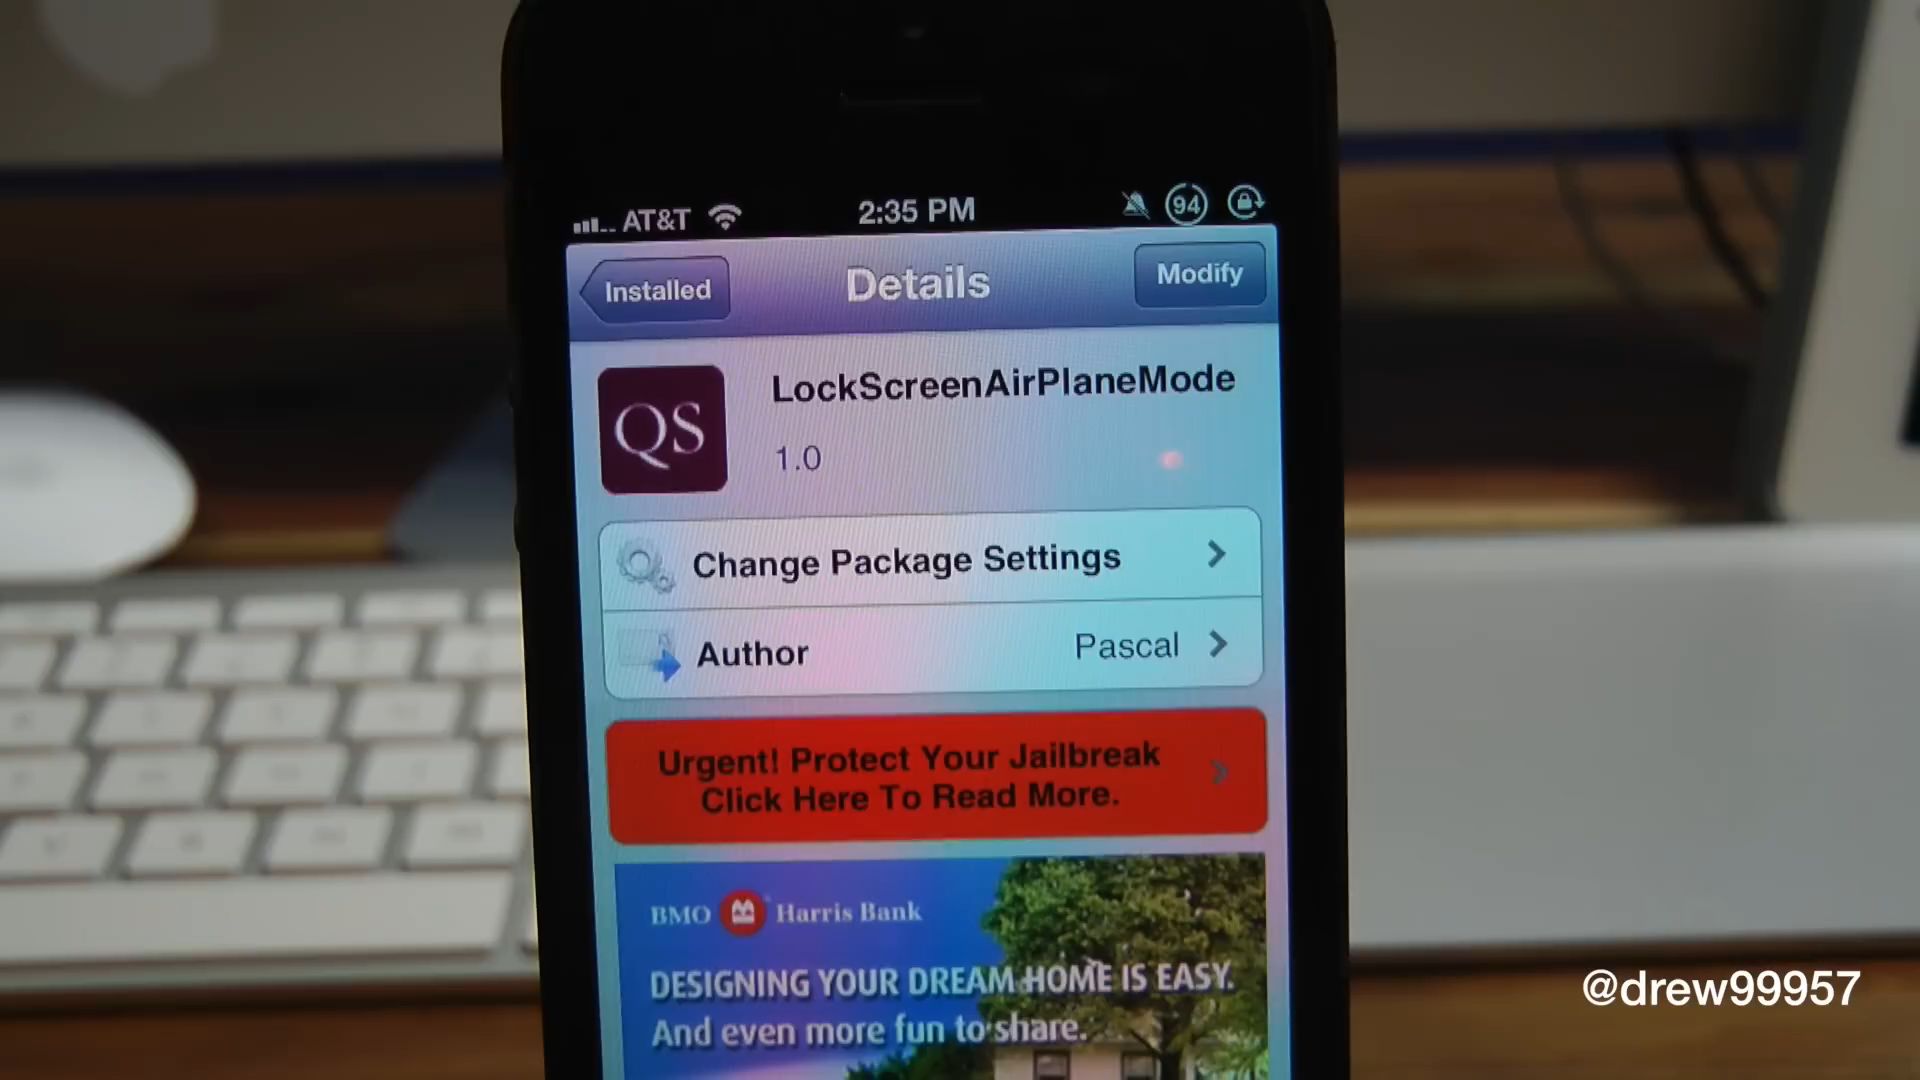 AT&T 2:35 PM 94
Installed Details Modify
LockScreenAirPlaneMode
QS
1.0
Change Package Settings
Author Pascal
Urgent! Protect Your Jailbreak
Click Here To Read More.
BMO Harris Bank
DESIGNING YOUR DREAM HOME IS EASY.
And even more fun to share.
@drew99957